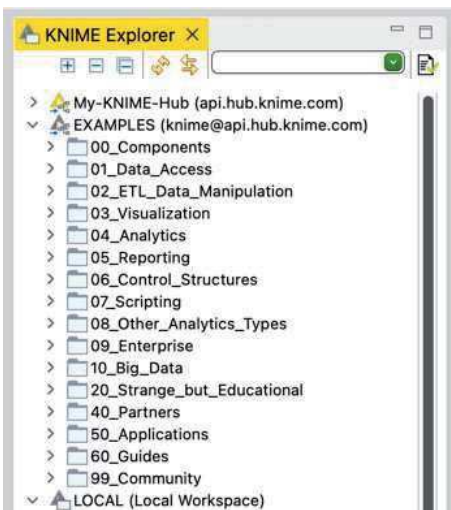 KNIME Explorer
My-KNIME-Hub (api.hub.knime.com)
EXAMPLES (knime@api.hub.knime.com)
00_Components
01_Data_Access
02_ETL_Data_Manipulation
03_Visualization
04_Analytics
05_Reporting
06_Control_Structures
07_Scripting
08_Other_Analytics_Types
09_Enterprise
10_Big_Data
20_Strange_but_Educational
40_Partners
50_Applications
60_Guides
99_Community
LOCAL (Local Workspace)